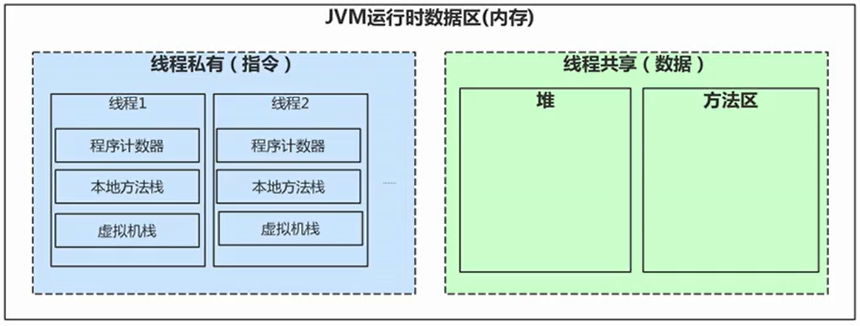 JVM运行时数据区(内存)
线程私有（指令）
线程1
程序计数器
本地方法栈
虚拟机栈
线程2
程序计数器
本地方法栈
虚拟机栈
线程共享（数据）
堆
方法区